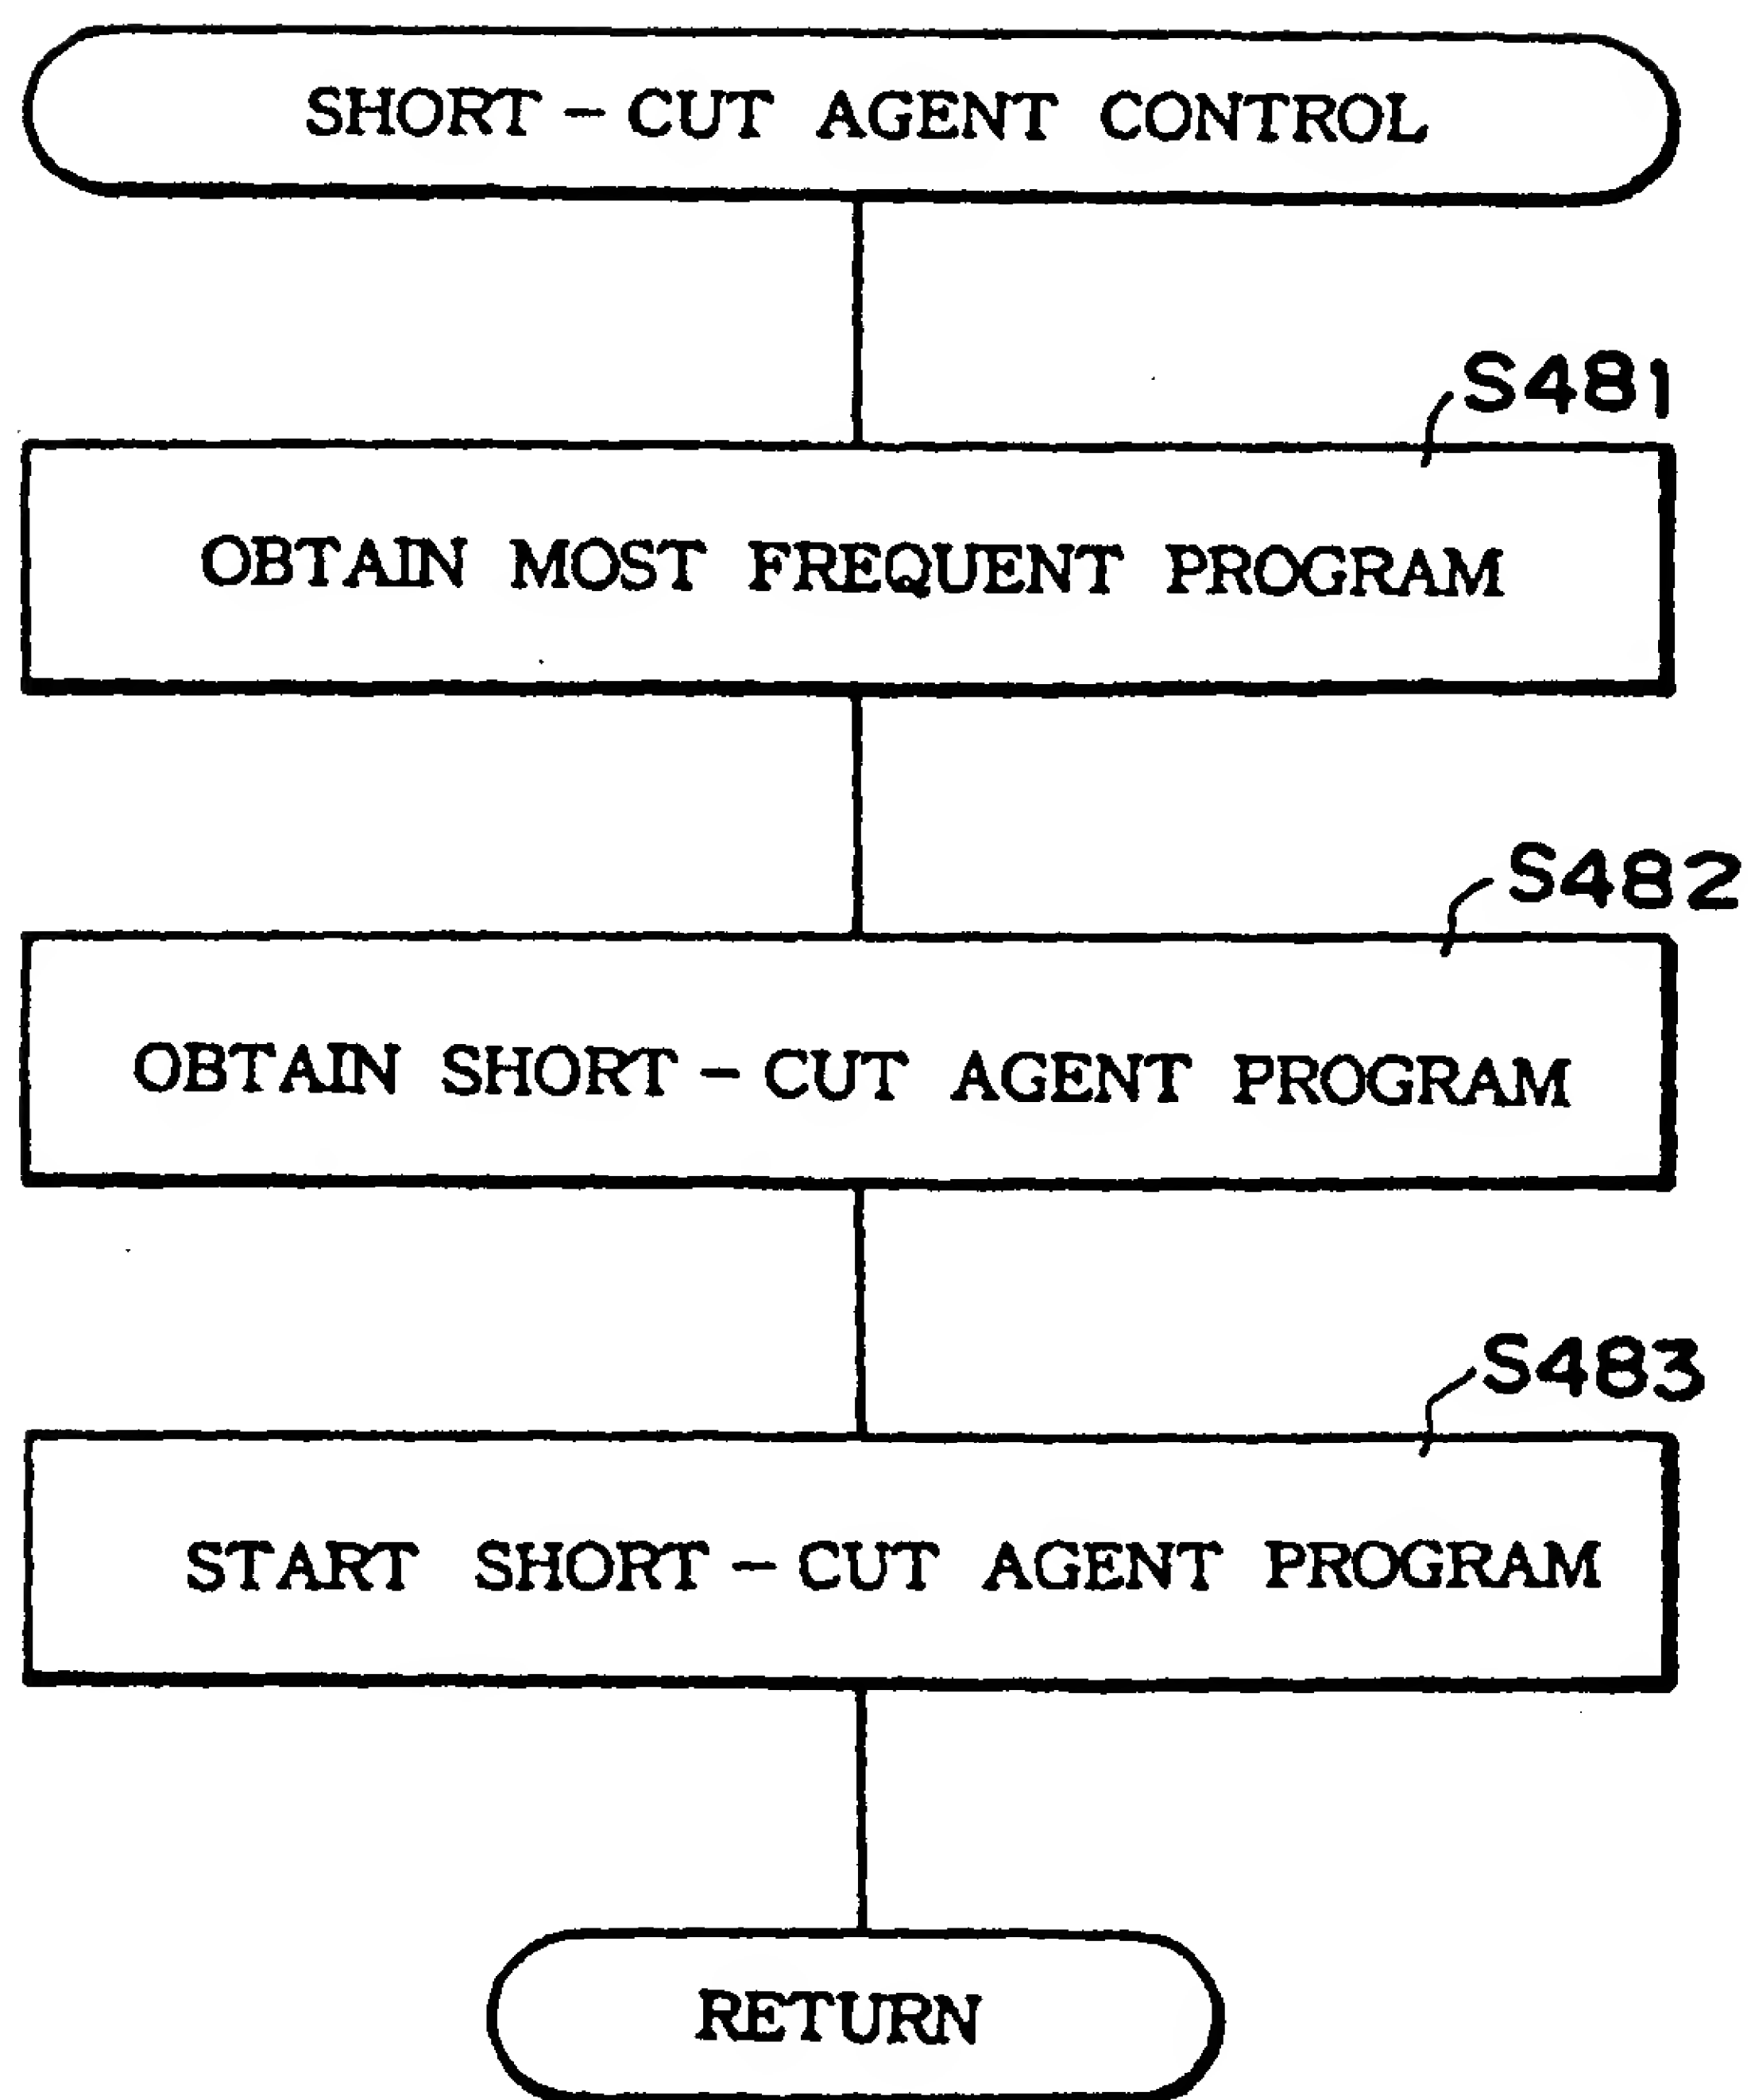 SHORT-CUT AGENT CONTROL
S481
OBTAIN MOST FREQUENT PROGRAM
S482
OBTAIN SHORT-CUT AGENT PROGRAM
S483
START SHORT-CUT AGENT PROGRAM
RETURN